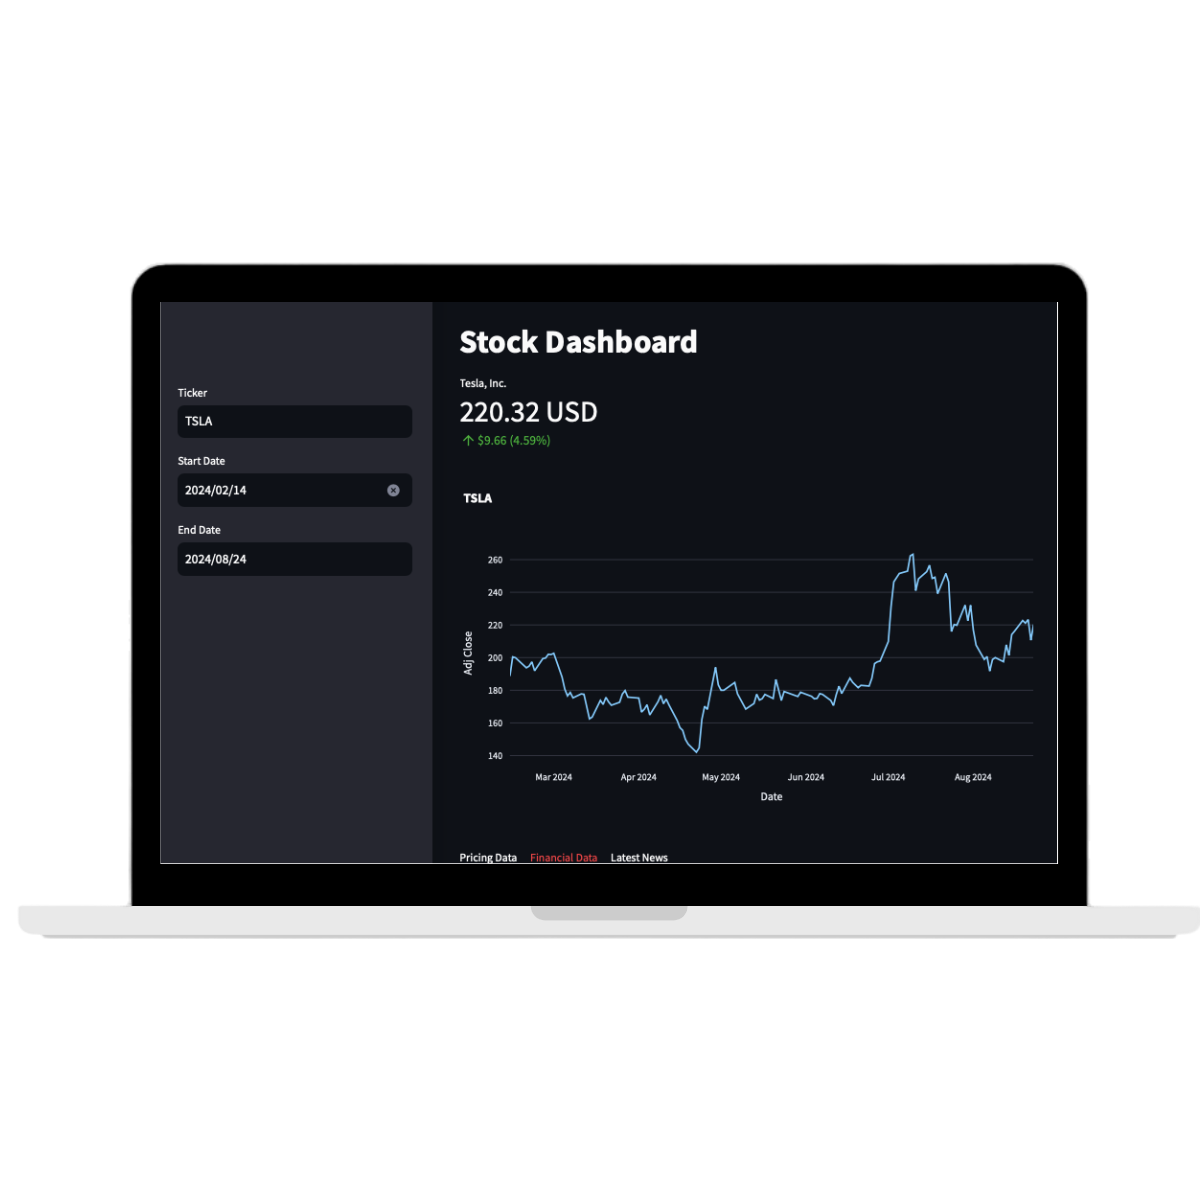 Stock Dashboard
Tesla, Inc.
220.32 USD
↑ $9.66 (4.59%)
Ticker
TSLA
Start Date
2024/02/14
End Date
2024/08/24
TSLA
260
240
220
200
180
160
140
Adj Close
Mar 2024 Apr 2024 May 2024 Jun 2024 Jul 2024 Aug 2024
Date
Pricing Data Financial Data Latest News